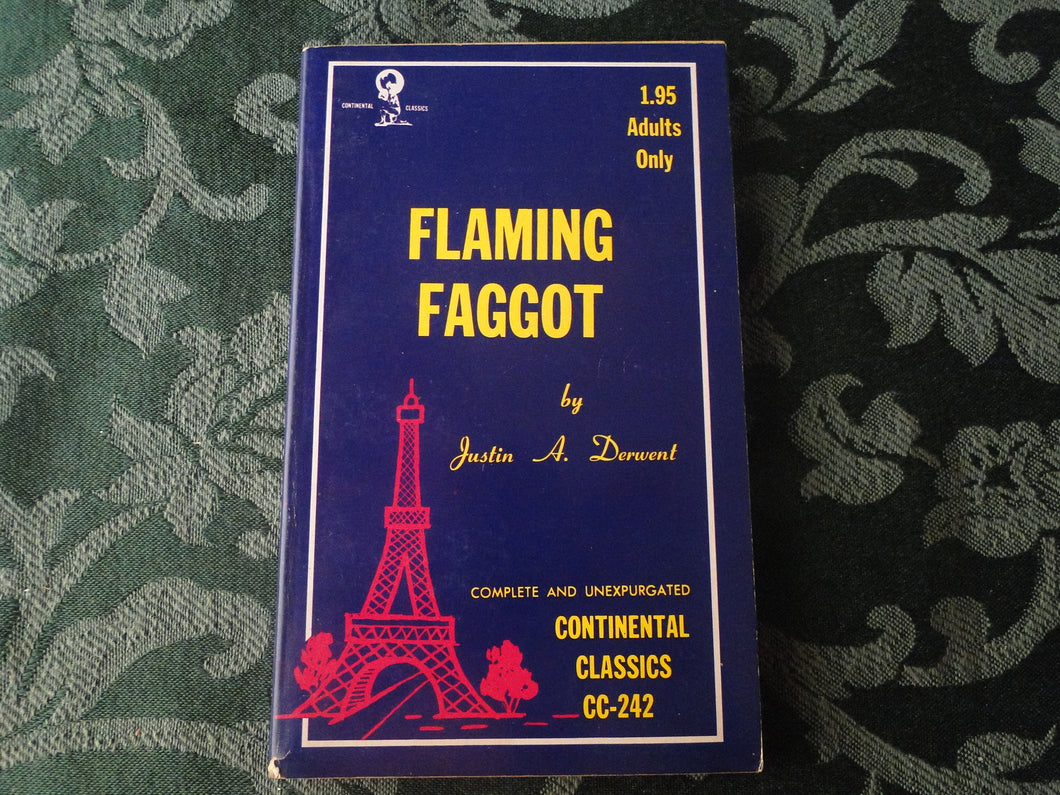 CONTINENTAL CLASSICS
1.95
Adults
Only
FLAMING
FAGGOT
by
Justin A. Derwent
COMPLETE AND UNEXPURGATED
CONTINENTAL
CLASSICS
CC-242